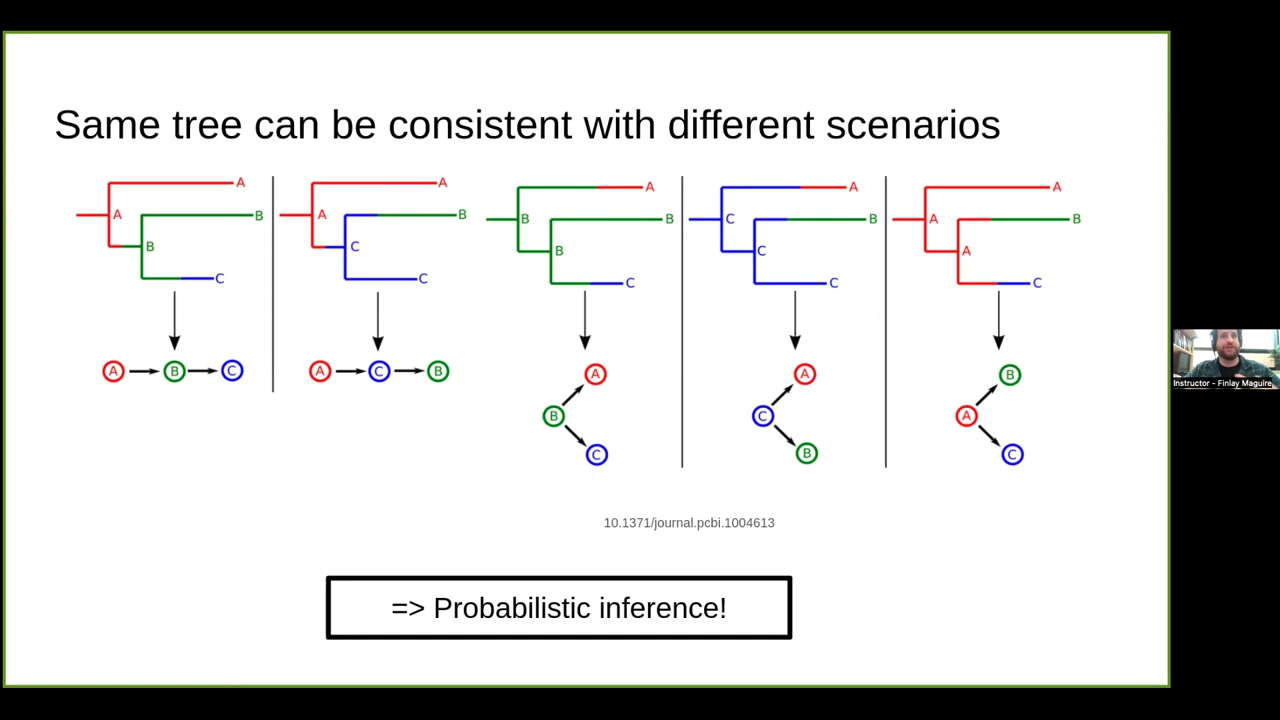 Same tree can be consistent with different scenarios
A
A
B
B
C
A → B → C
A
A
B
C
C
A → C → B
A
B
B
B
C
A
B
C
A
C
B
C
C
A
C
B
A
A
B
A
C
B
A
C
10.1371/journal.pcbi.1004613
=> Probabilistic inference!
Instructor - Finlay Maguire